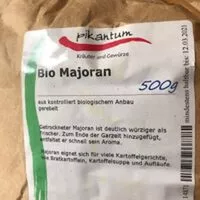 pikantum
Kräuter und Gewürze
Bio Majoran
500g
aus kontrolliert biologischem Anbau
gerebelt
Getrockneter Majoran ist deutlich würziger als
frischer. Zum Ende der Garzeit hinzugefügt,
entfaltet er schnell sein Aroma.
Majoran eignet sich für viele Kartoffelgerichte,
wie Bratkartoffeln, Kartoffelsuppe und Aufläufe.
mindestens haltbar bis: 12.03.2021